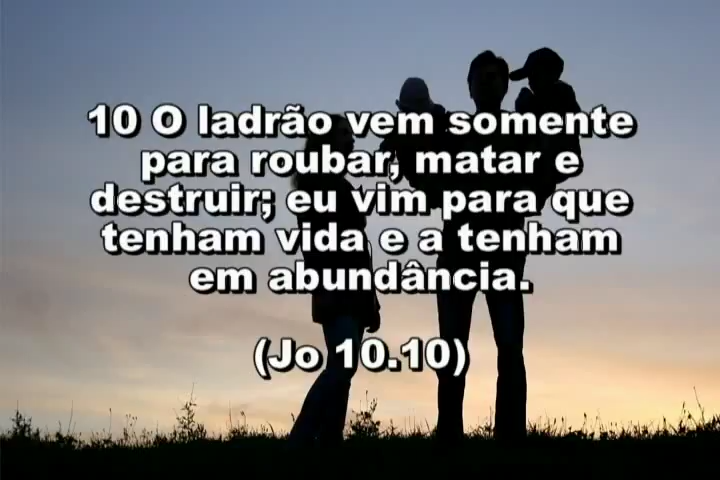 10 O ladrão vem somente
para roubar, matar e
destruir; eu vim para que
tenham vida e a tenham
em abundância.
(Jo 10.10)